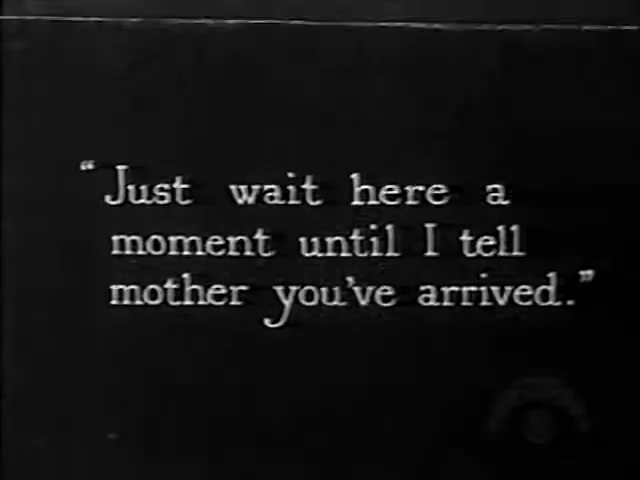 “Just wait here a
moment until I tell
mother you've arrived.”